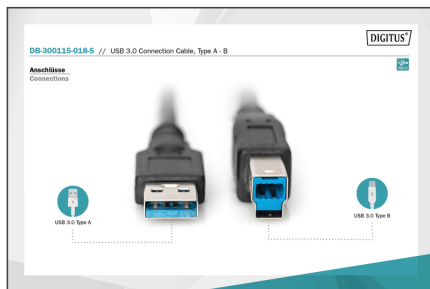 DIGITUS®
DB-300115-018-S // USB 3.0 Connection Cable, Type A - B
Anschlüsse
Connections
USB 3.0 Type A
USB 3.0 Type B